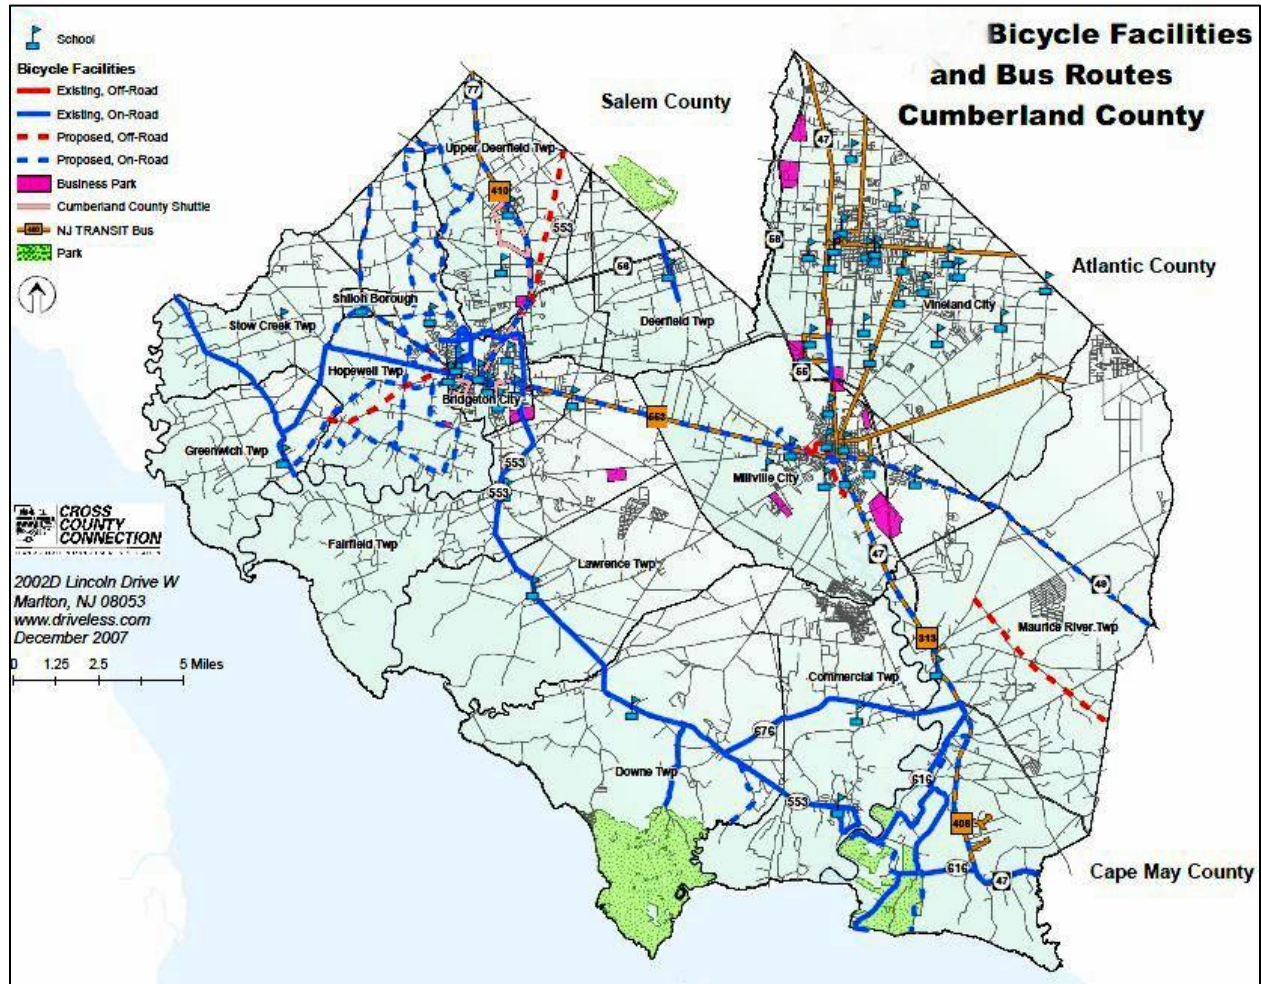 Bicycle Facilities
and Bus Routes
Cumberland County
School
Bicycle Facilities
Existing, Off-Road
Existing, On-Road
Proposed, Off-Road
Proposed, On-Road
Business Park
Cumberland County Shuttle
NJ TRANSIT Bus
Park
Salem County
Atlantic County
Cape May County
77
Upper Deerfield Twp
410
553
56
47
56
Shiloh Borough
Stow Creek Twp
Deerfield Twp
Vineland City
Hopewell Twp
55
Bridgeton City
553
Greenwich Twp
553
553
Millville City
47
49
Fairfield Twp
Lawrence Twp
Maurice River Twp
313
Commercial Twp
676
Downe Twp
616
553
408
616
47
CROSS
COUNTY
CONNECTION
2002D Lincoln Drive W
Marlton, NJ 08053
www.driveless.com
December 2007
0 1.25 2.5 5 Miles